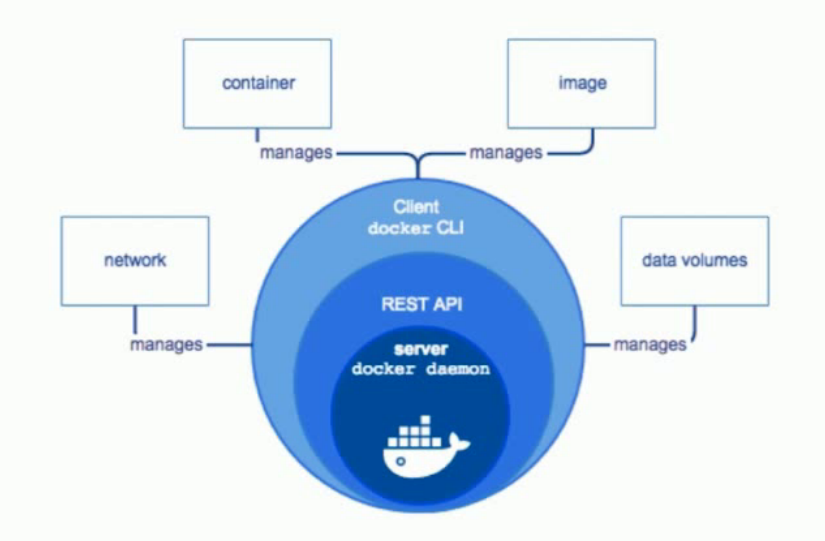 container
image
manages
manages
Client
docker CLI
network
data volumes
REST API
manages
manages
server
docker daemon